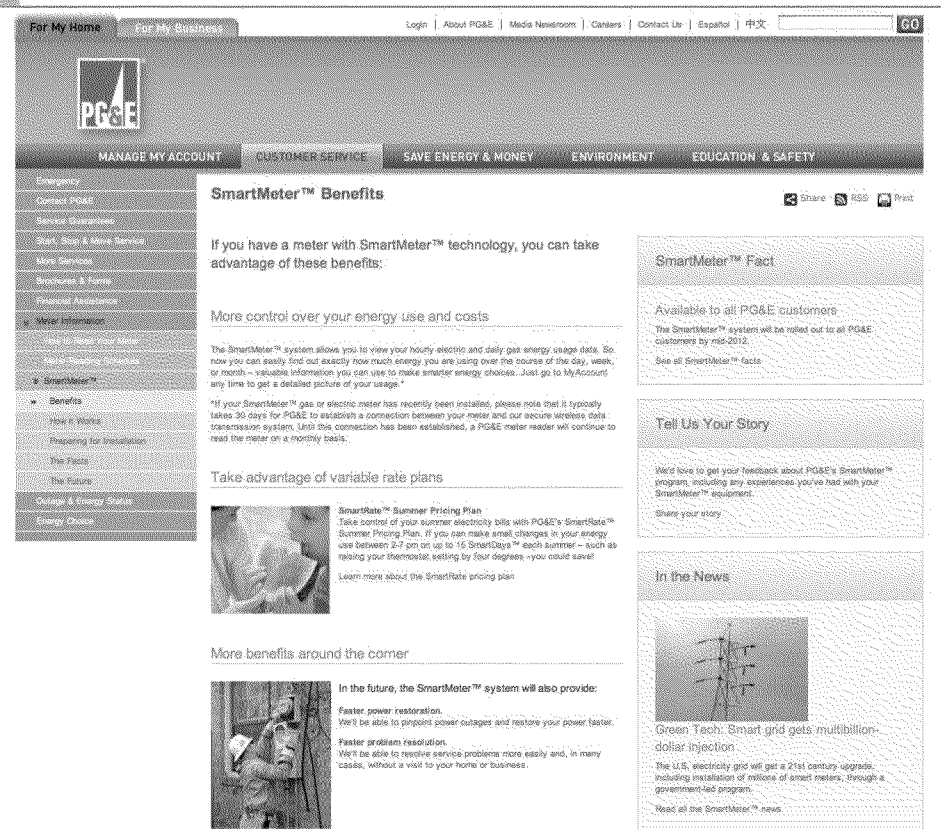 For My Home
For My Business
Login | About PG&E | Media Newsroom | Careers | Contact Us | Español | 中文
GO
PG&E
MANAGE MY ACCOUNT
CUSTOMER SERVICE
SAVE ENERGY & MONEY
ENVIRONMENT
EDUCATION & SAFETY
Emergency
Contact PG&E
Service Guarantees
Start, Stop & Move Service
More Services
Brochures & Forms
Financial Assistance
Meter Information
How to Read Your Meter
» SmartMeter™
» Benefits
How It Works
Preparing for Installation
The Facts
The Future
Energy Choice
SmartMeter™ Benefits
Share
RSS
Print
If you have a meter with SmartMeter™ technology, you can take
advantage of these benefits:
More control over your energy use and costs
The SmartMeter™ system allows you to view your hourly electric and daily gas energy usage data. So
now you can easily find out exactly how much energy you are using over the course of the day, week,
or month – valuable information you can use to make smarter energy choices. Just go to MyAccount
any time to get a detailed picture of your usage.*
*If your SmartMeter™ gas or electric meter has recently been installed, please note that it typically
takes 30 days for PG&E to establish a connection between your meter and our secure wireless data
transmission system. Until this connection has been established, a PG&E meter reader will continue to
read the meter on a monthly basis.
Take advantage of variable rate plans
SmartRate™ Summer Pricing Plan
Take control of your summer electricity bills with PG&E's SmartRate™
Summer Pricing Plan. If you can make small changes in your energy
use between 2-7 pm on up to 15 SmartDays™ each summer – such as
raising your thermostat setting by four degrees –you could save!
Learn more about the SmartRate pricing plan
More benefits around the corner
In the future, the SmartMeter™ system will also provide:
Faster power restoration.
We'll be able to pinpoint power outages and restore your power faster.
Faster problem resolution.
We'll be able to resolve service problems more easily and, in many
cases, without a visit to your home or business.
SmartMeter™ Fact
Available to all PG&E customers
The SmartMeter™ system will be rolled out to all PG&E
customers by mid-2012.
See all SmartMeter™ facts
Tell Us Your Story
We'd love to get your feedback about PG&E's SmartMeter™
program, including any experiences you've had with your
SmartMeter™ equipment.
Share your story
In the News
Green Tech: Smart grid gets multibillion-
dollar injection
The U.S. electricity grid will get a 21st century upgrade,
including installation of millions of smart meters, through a
government-led program.
Read all the SmartMeter™ news